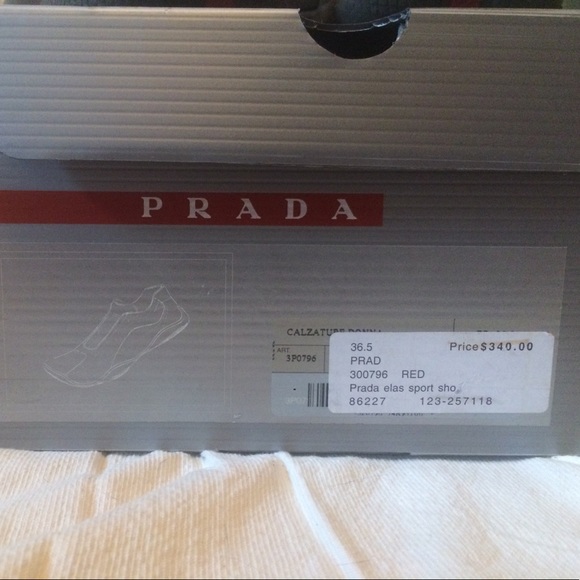 PRADA
CALZATURE DONNA
ART.
3P0796
36.5 Price $340.00
PRAD
300796 RED
Prada elas sport sho
86227 123-257118